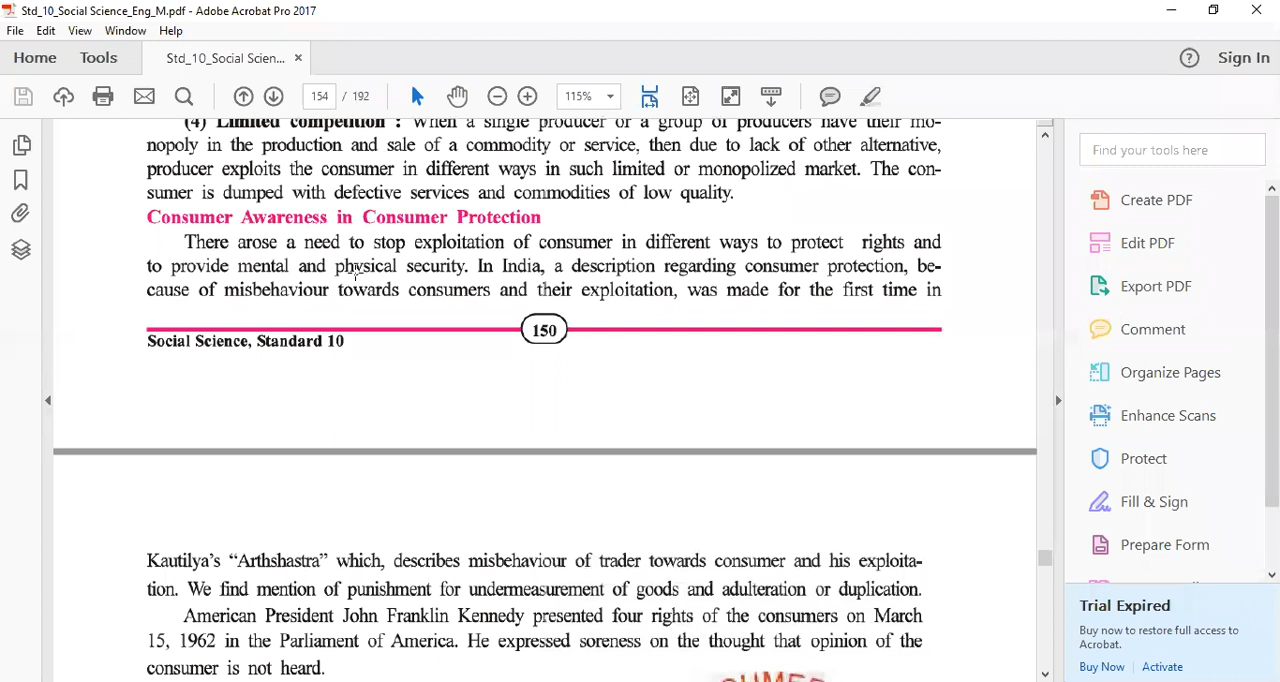 Std_10_Social Science_Eng_M.pdf - Adobe Acrobat Pro 2017
File Edit View Window Help
Home Tools Std_10_Social Scien... × ? Sign In
154 / 192 115%
(4) Limited competition : When a single producer or a group of producers have their mo-
nopoly in the production and sale of a commodity or service, then due to lack of other alternative,
producer exploits the consumer in different ways in such limited or monopolized market. The con-
sumer is dumped with defective services and commodities of low quality.
Consumer Awareness in Consumer Protection
There arose a need to stop exploitation of consumer in different ways to protect rights and
to provide mental and physical security. In India, a description regarding consumer protection, be-
cause of misbehaviour towards consumers and their exploitation, was made for the first time in
150
Social Science, Standard 10
Kautilya's “Arthshastra” which, describes misbehaviour of trader towards consumer and his exploita-
tion. We find mention of punishment for undermeasurement of goods and adulteration or duplication.
American President John Franklin Kennedy presented four rights of the consumers on March
15, 1962 in the Parliament of America. He expressed soreness on the thought that opinion of the
consumer is not heard.
Find your tools here
Create PDF
Edit PDF
Export PDF
Comment
Organize Pages
Enhance Scans
Protect
Fill & Sign
Prepare Form
Trial Expired
Buy now to restore full access to
Acrobat.
Buy Now Activate